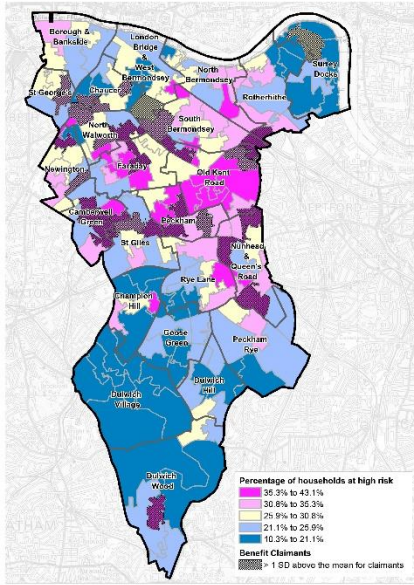 Borough &
Bankside
London
Bridge
&
West
Bermondsey
North
Bermondsey
Surrey
Docks
Rotherhithe
St George's
Chaucer
South
Bermondsey
North
Walworth
Faraday
Newington
Old Kent
Road
Camberwell
Green
Peckham
St Giles
Nunhead
&
Queen's
Road
Rye Lane
Champion
Hill
Goose
Green
Peckham
Rye
Dulwich
Hill
Dulwich
Village
Dulwich
Wood
Percentage of households at high risk
35.3% to 43.1%
30.8% to 35.3%
25.9% to 30.8%
21.1% to 25.9%
10.3% to 21.1%
Benefit Claimants
> 1 SD above the mean for claimants